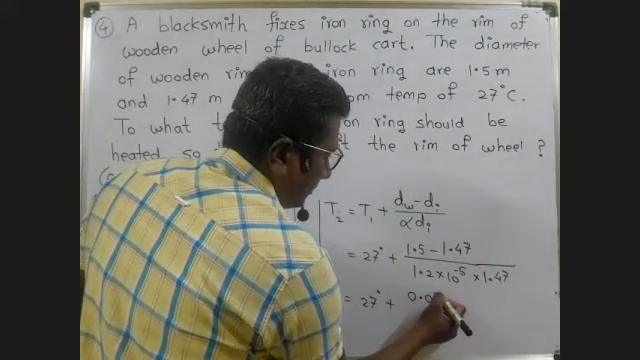 ④ A blacksmith fixes iron ring on the rim of
wooden wheel of bullock cart. The diameter
of wooden rim iron ring are 1.5 m
and 1.47 m temp of 27°C.
To what ring should be
heated so the rim of wheel ?
T₂ = T₁ + (d_w - d_i)/(αd_i)
= 27° + (1.5 - 1.47)/(1.2 × 10⁻⁵ × 1.47)
= 27° + 0.0